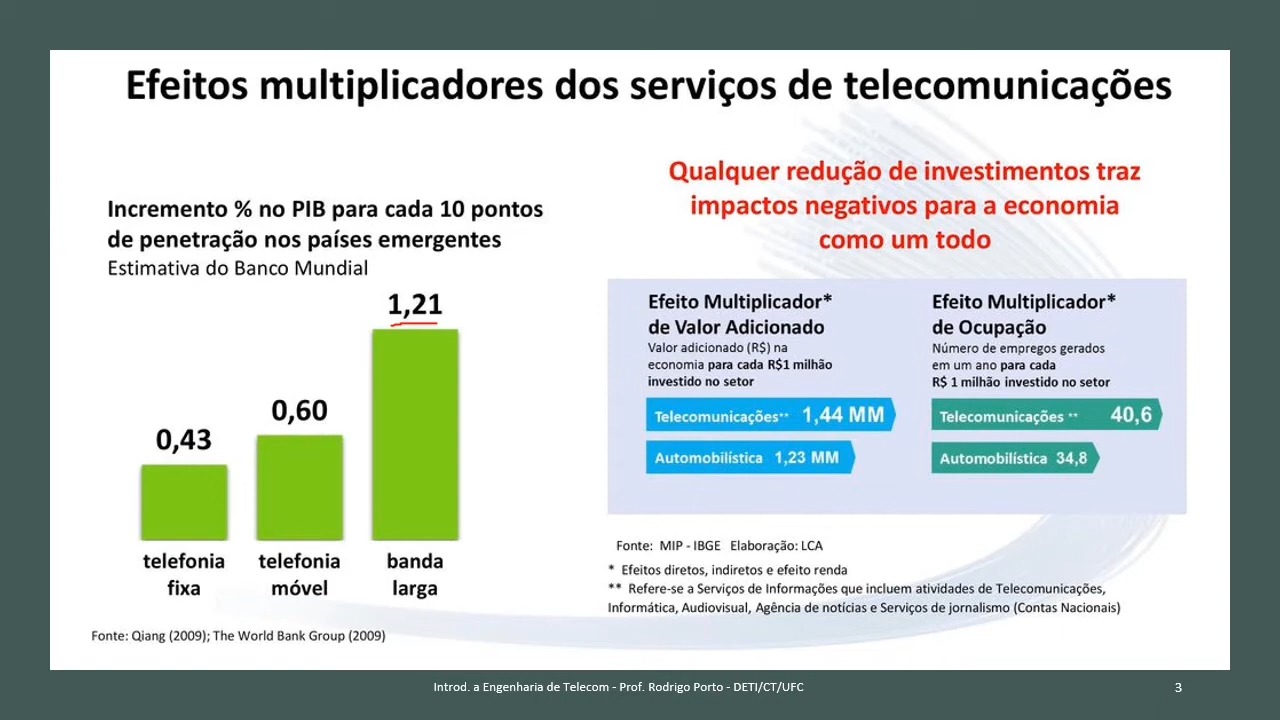 Efeitos multiplicadores dos serviços de telecomunicações
Incremento % no PIB para cada 10 pontos
de penetração nos países emergentes
Estimativa do Banco Mundial
1,21
0,60
0,43
telefonia
fixa
telefonia
móvel
banda
larga
Fonte: Qiang (2009); The World Bank Group (2009)
Qualquer redução de investimentos traz
impactos negativos para a economia
como um todo
Efeito Multiplicador*
de Valor Adicionado
Valor adicionado (R$) na
economia para cada R$1 milhão
investido no setor
Telecomunicações** 1,44 MM
Automobilística 1,23 MM
Efeito Multiplicador*
de Ocupação
Número de empregos gerados
em um ano para cada
R$ 1 milhão investido no setor
Telecomunicações ** 40,6
Automobilística 34,8
Fonte: MIP - IBGE Elaboração: LCA
* Efeitos diretos, indiretos e efeito renda
** Refere-se a Serviços de Informações que incluem atividades de Telecomunicações,
Informática, Audiovisual, Agência de notícias e Serviços de jornalismo (Contas Nacionais)
Introd. a Engenharia de Telecom - Prof. Rodrigo Porto - DETI/CT/UFC
3